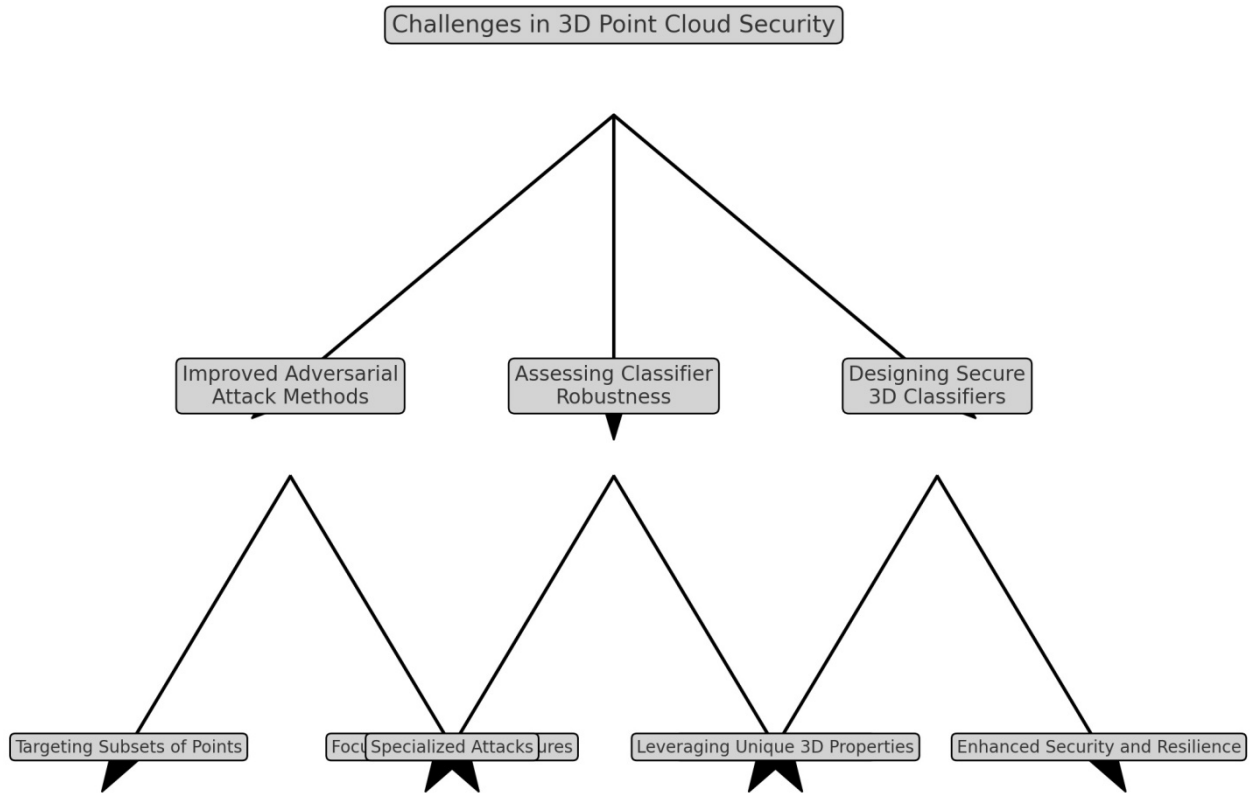 Challenges in 3D Point Cloud Security
Improved Adversarial
Attack Methods
Assessing Classifier
Robustness
Designing Secure
3D Classifiers
Targeting Subsets of Points
Specialized Attacks
Leveraging Unique 3D Properties
Enhanced Security and Resilience